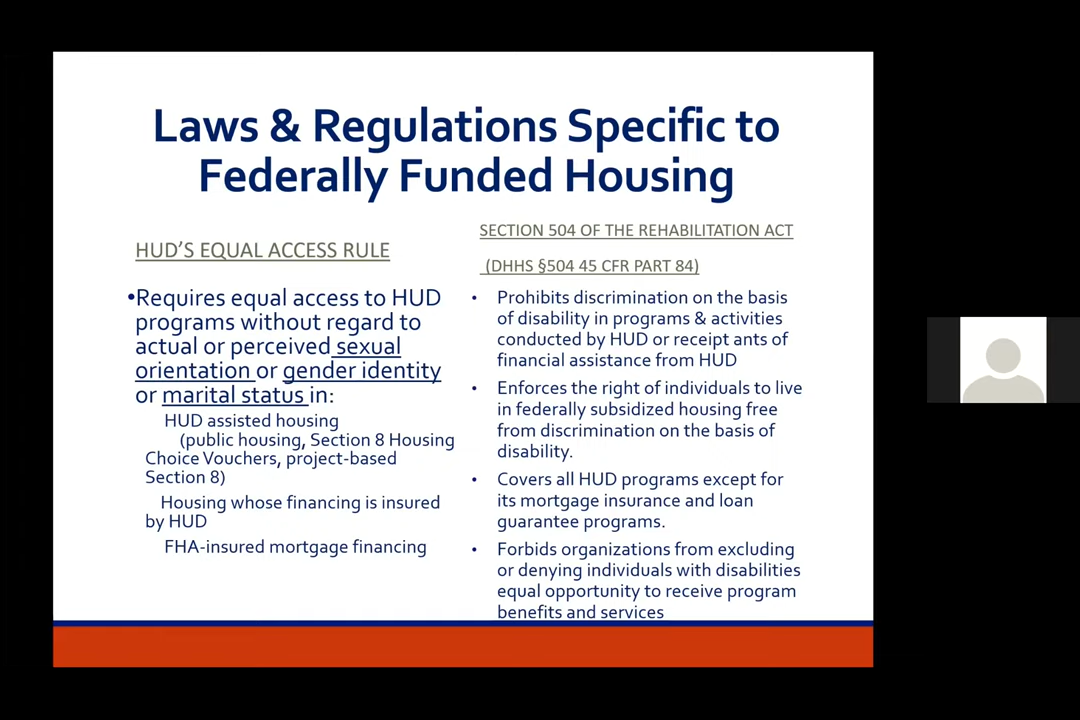 Laws & Regulations Specific to
Federally Funded Housing
HUD'S EQUAL ACCESS RULE
•Requires equal access to HUD
programs without regard to
actual or perceived sexual
orientation or gender identity
or marital status in:
HUD assisted housing
(public housing, Section 8 Housing
Choice Vouchers, project-based
Section 8)
Housing whose financing is insured
by HUD
FHA-insured mortgage financing
SECTION 504 OF THE REHABILITATION ACT
(DHHS §504 45 CFR PART 84)
• Prohibits discrimination on the basis
of disability in programs & activities
conducted by HUD or receipt ants of
financial assistance from HUD
• Enforces the right of individuals to live
in federally subsidized housing free
from discrimination on the basis of
disability.
• Covers all HUD programs except for
its mortgage insurance and loan
guarantee programs.
• Forbids organizations from excluding
or denying individuals with disabilities
equal opportunity to receive program
benefits and services